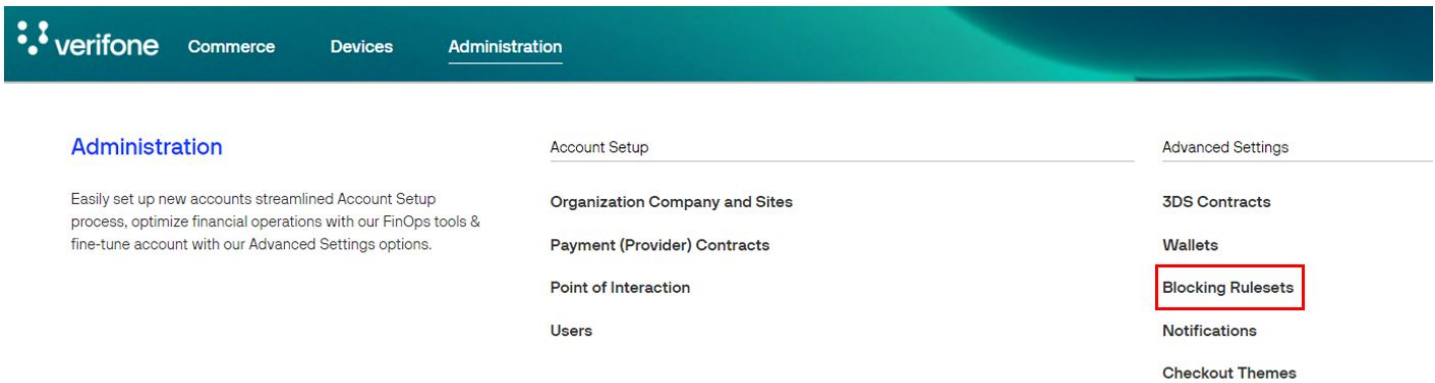 verifone Commerce Devices Administration
Administration
Easily set up new accounts streamlined Account Setup
process, optimize financial operations with our FinOps tools &
fine-tune account with our Advanced Settings options.
Account Setup
Organization Company and Sites
Payment (Provider) Contracts
Point of Interaction
Users
Advanced Settings
3DS Contracts
Wallets
Blocking Rulesets
Notifications
Checkout Themes